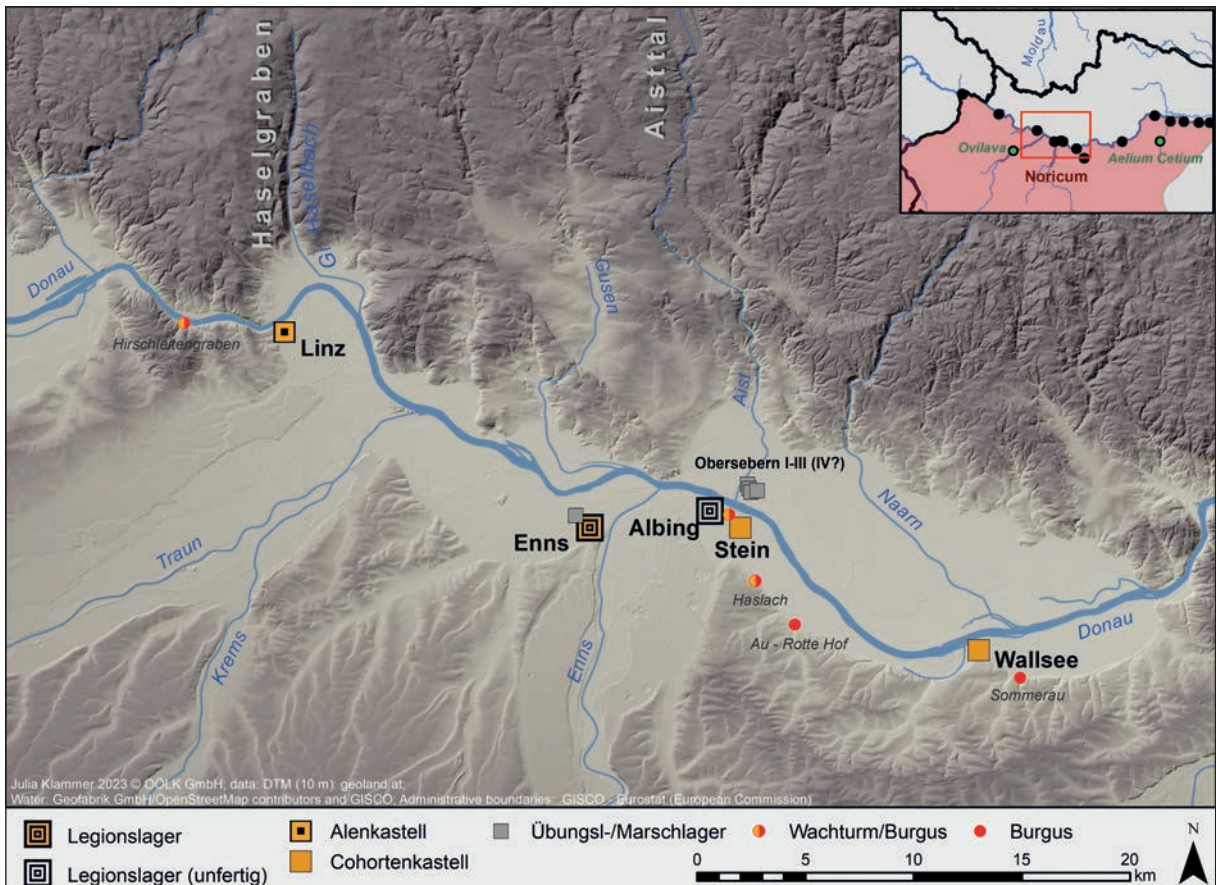 Haselgraben
Gr. Haselbach
Aisttal
Moldau
Ovilava
Aelium Cetium
Noricum
Donau
Hirschleitengraben
Linz
Gusen
Aist
Obersebern I-III (IV?)
Naarn
Albing
Enns
Stein
Traun
Haslach
Krems
Enns
Au - Rotte Hof
Donau
Wallsee
Sommerau
Julia Klammer 2023 © OÖLK GmbH, data: DTM (10 m): geoland.at;
Water: Geofabrik GmbH/OpenStreetMap contributors and GISCO; Administrative boundaries: GISCO - Eurostat (European Commission)
Legionslager
Legionslager (unfertig)
Alenkastell
Cohortenkastell
Übungsl-/Marschlager
Wachturm/Burgus
Burgus
0 5 10 15 20
km
N